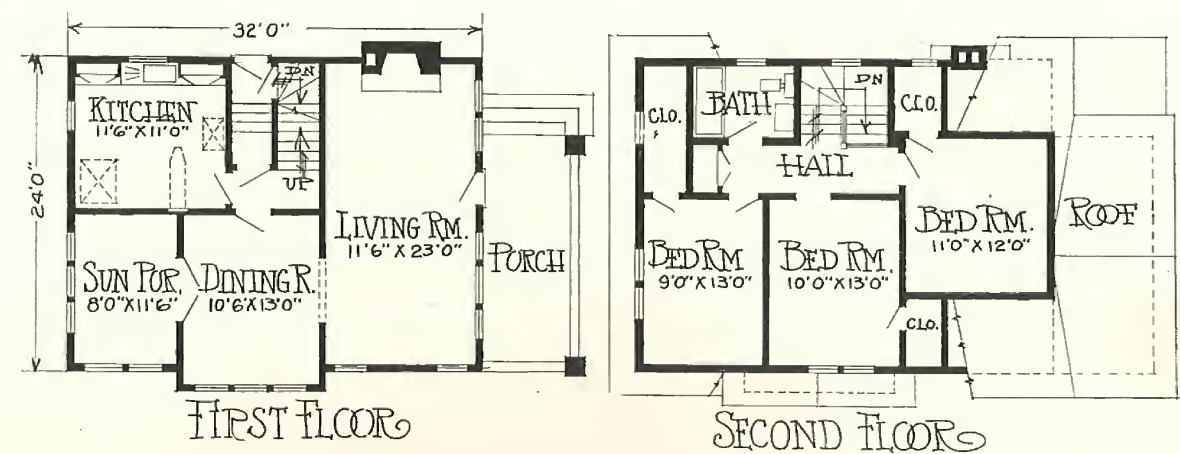 32'0"
24'0"
KITCHEN
11'6"X11'0"
DN
UP
LIVING RM.
11'6"X23'0"
PORCH
SUN POR.
8'0"X11'6"
DINING R.
10'6"X13'0"
FIRST FLOOR
CLO.
BATH
DN
CLO.
HALL
BED RM.
11'0"X12'0"
ROOF
BED RM
9'0"X13'0"
BED RM.
10'0"X13'0"
CLO.
SECOND FLOOR